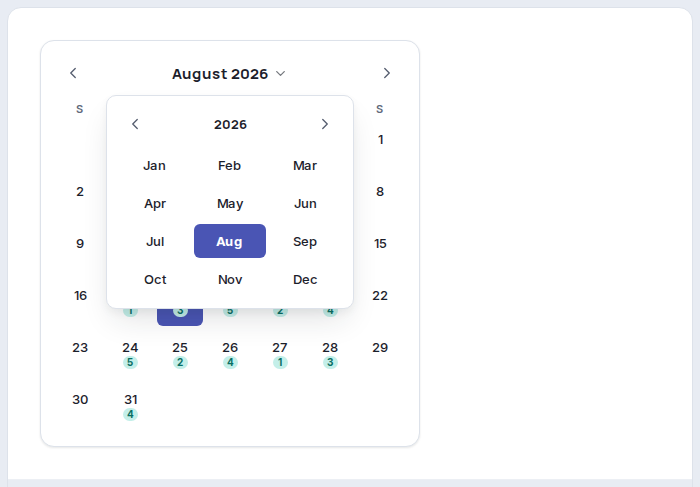 August 2026
S S
2026
1
Jan Feb Mar
2 8
Apr May Jun
9 Jul Aug Sep 15
Oct Nov Dec
16 22
1 3 5 2 4
23 24 25 26 27 28 29
5 2 4 1 3
30 31
4